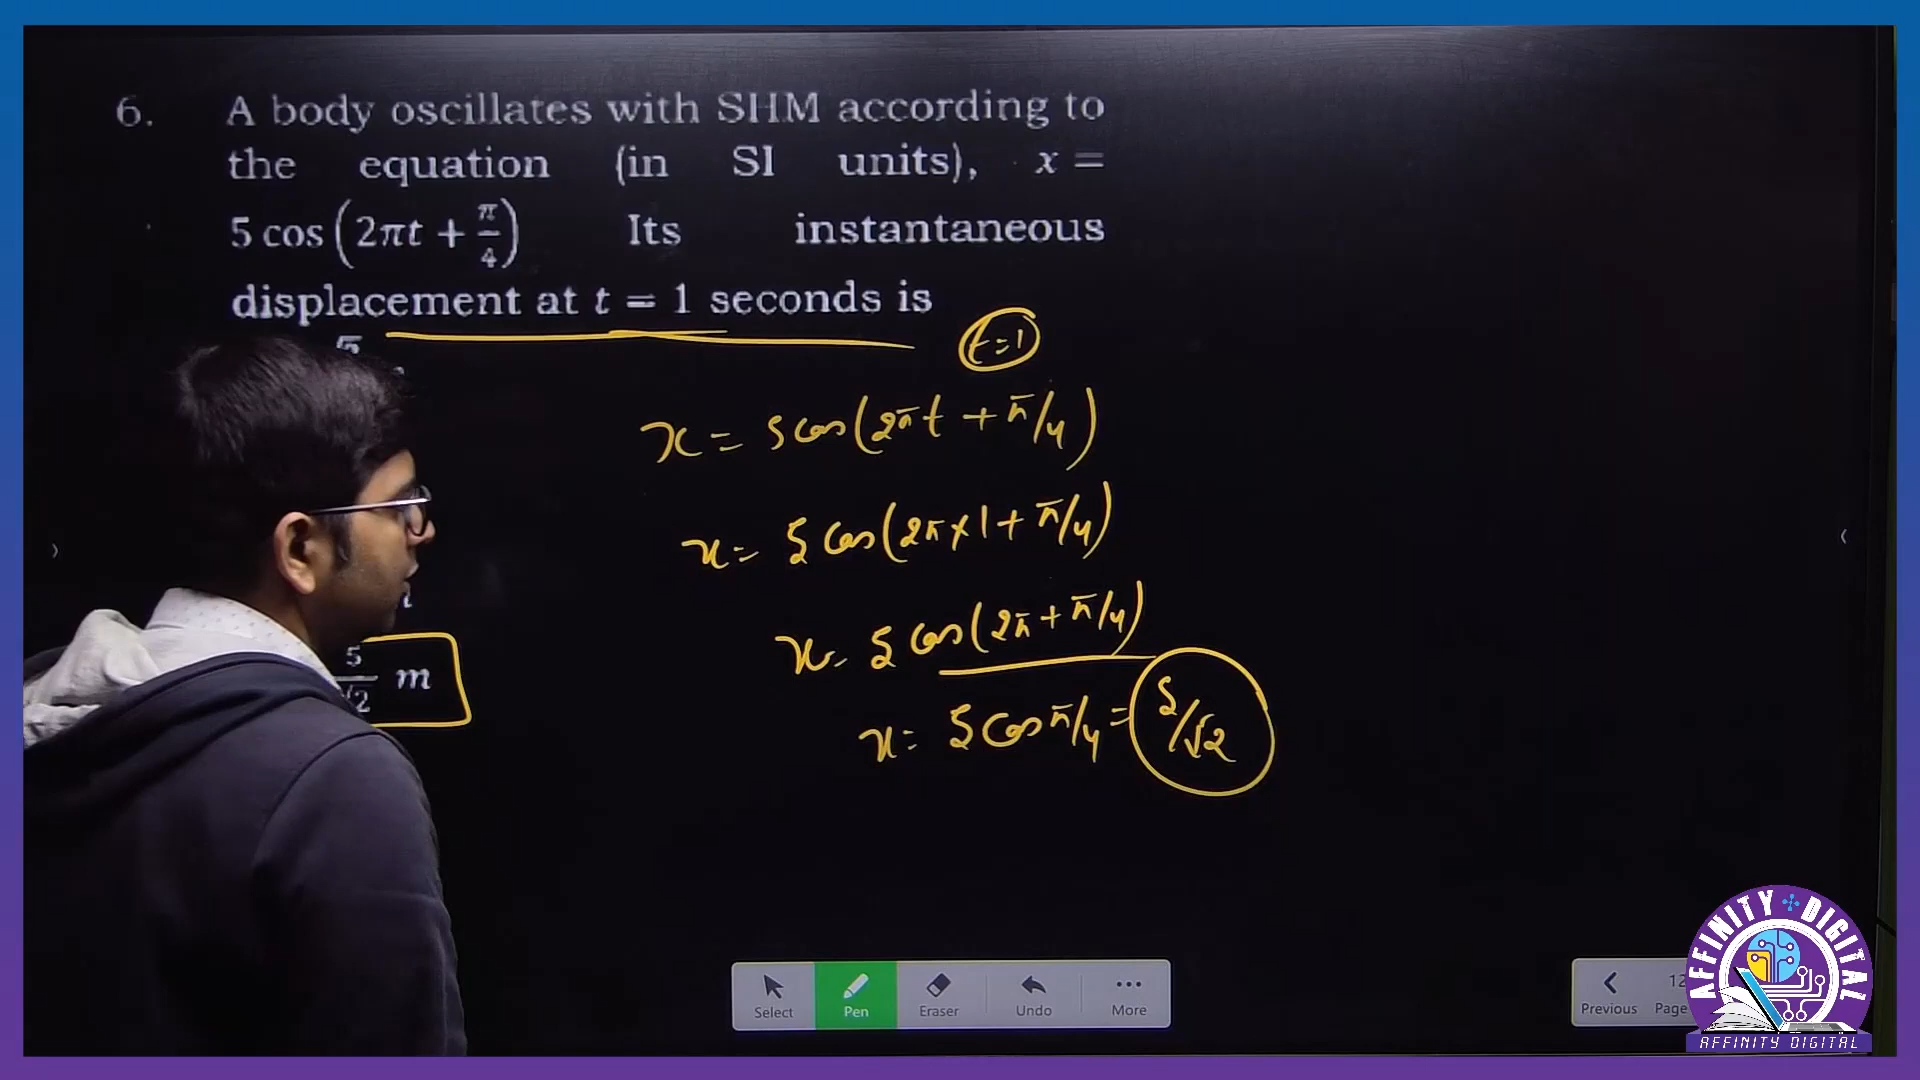 6. A body oscillates with SHM according to
the equation (in SI units), x =
5 cos (2πt + π/4) Its instantaneous
displacement at t = 1 seconds is
t=1
x = 5 cos(2πt + π/4)
x = 5 cos(2π×1 + π/4)
x = 5 cos(2π + π/4)
5/√2 m
x = 5 cos π/4 = 5/√2
Select Pen Eraser Undo More
Previous Page
AFFINITY DIGITAL
AFFINITY DIGITAL